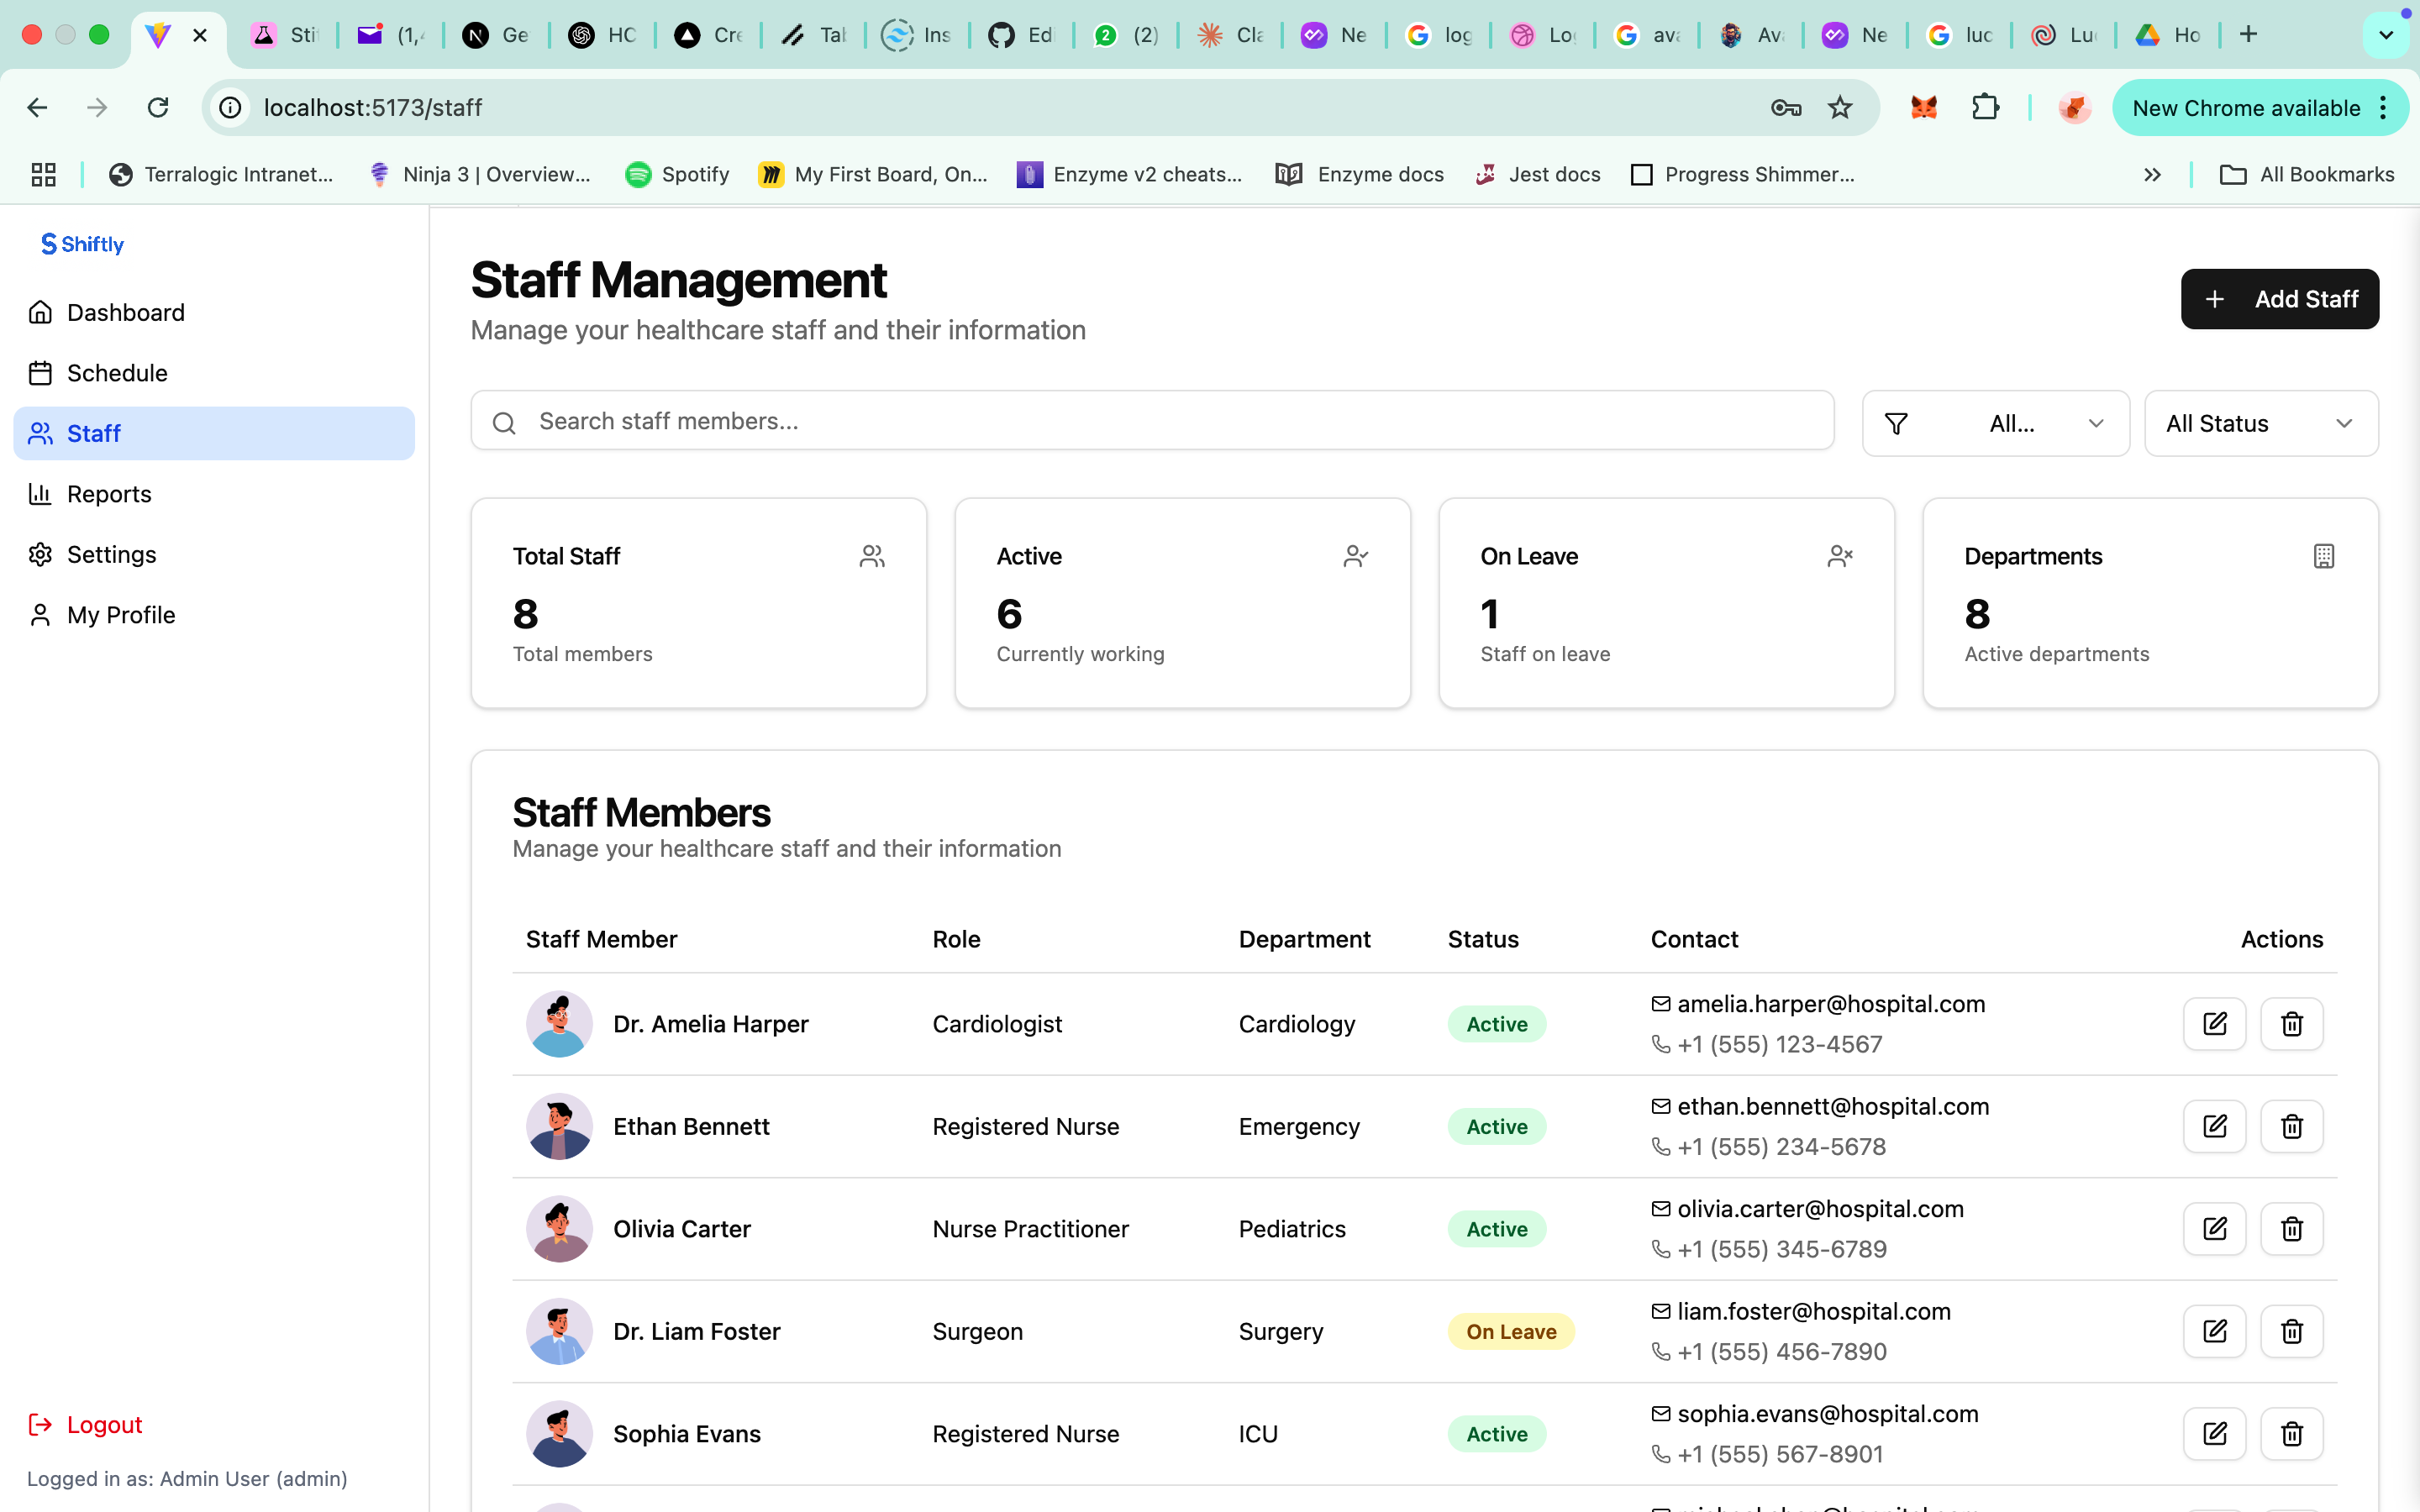 Sti
(1,
Ge
HC
Cre
Tab
Ins
Edi
2 (2)
Cla
Ne
log
Lo
ava
Ava
Ne
luc
Lu
Ho
localhost:5173/staff
New Chrome available
Terralogic Intranet...
Ninja 3 | Overview...
Spotify
My First Board, On...
Enzyme v2 cheats...
Enzyme docs
Jest docs
Progress Shimmer...
All Bookmarks
Shiftly
Dashboard
Schedule
Staff
Reports
Settings
My Profile
Logout
Logged in as: Admin User (admin)
Staff Management
Manage your healthcare staff and their information
Add Staff
Search staff members...
All...
All Status
Total Staff
8
Total members
Active
6
Currently working
On Leave
1
Staff on leave
Departments
8
Active departments
Staff Members
Manage your healthcare staff and their information
Staff Member Role Department Status Contact Actions
Dr. Amelia Harper Cardiologist Cardiology Active amelia.harper@hospital.com
+1 (555) 123-4567
Ethan Bennett Registered Nurse Emergency Active ethan.bennett@hospital.com
+1 (555) 234-5678
Olivia Carter Nurse Practitioner Pediatrics Active olivia.carter@hospital.com
+1 (555) 345-6789
Dr. Liam Foster Surgeon Surgery On Leave liam.foster@hospital.com
+1 (555) 456-7890
Sophia Evans Registered Nurse ICU Active sophia.evans@hospital.com
+1 (555) 567-8901